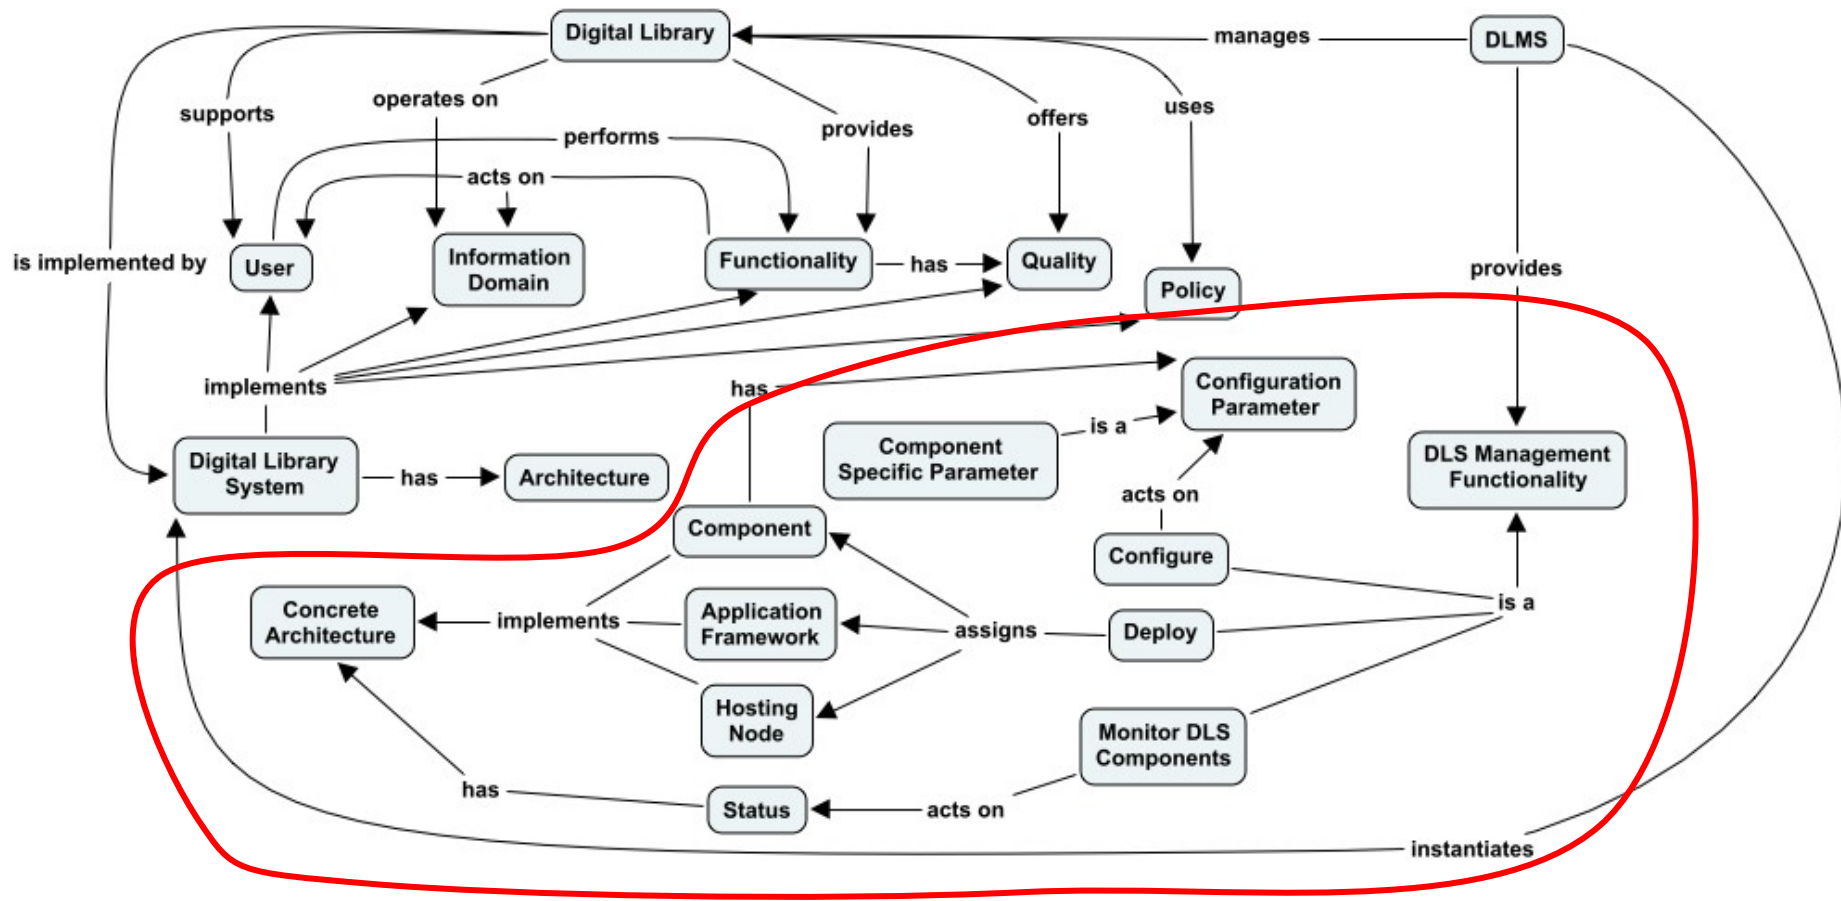 Digital Library
manages
DLMS
supports
operates on
performs
provides
offers
uses
acts on
is implemented by
User
Information
Domain
Functionality
has
Quality
Policy
provides
implements
has
Configuration
Parameter
Component
Specific Parameter
is a
Digital Library
System
has
Architecture
DLS Management
Functionality
acts on
Component
Configure
Concrete
Architecture
implements
Application
Framework
assigns
Deploy
is a
Hosting
Node
Monitor DLS
Components
has
Status
acts on
instantiates